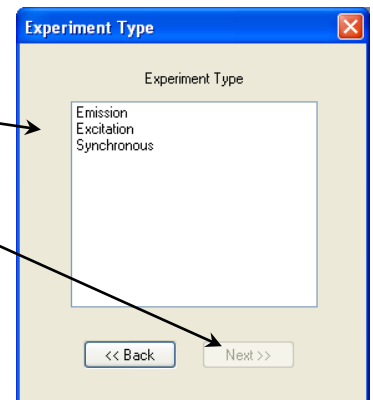 Experiment Type
Experiment Type
Emission
Excitation
Synchronous
<< Back Next >>